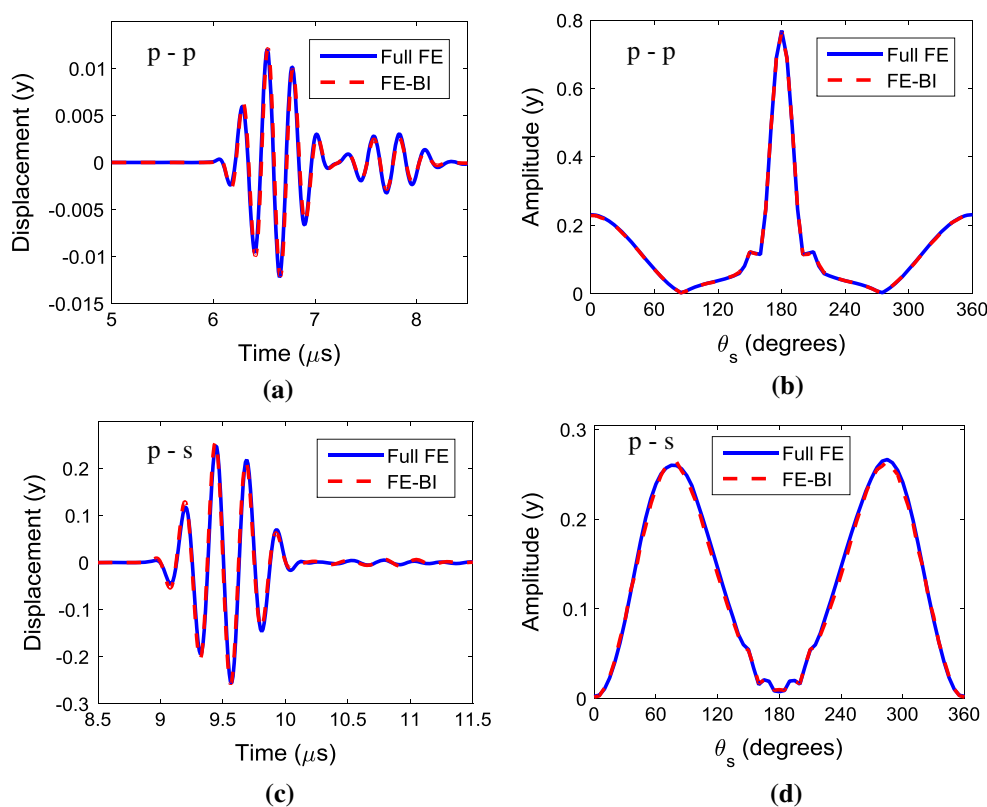 p - p
Full FE
FE-BI
Displacement (y)
0.01
0.005
0
-0.005
-0.01
-0.015
5 6 7 8
Time (μs)
(a)
p - p
Full FE
FE-BI
Amplitude (y)
0.8
0.6
0.4
0.2
0
0 60 120 180 240 300 360
θs (degrees)
(b)
p - s
Full FE
FE-BI
Displacement (y)
0.2
0.1
0
-0.1
-0.2
-0.3
8.5 9 9.5 10 10.5 11 11.5
Time (μs)
(c)
p - s
Full FE
FE-BI
Amplitude (y)
0.3
0.2
0.1
0
0 60 120 180 240 300 360
θs (degrees)
(d)